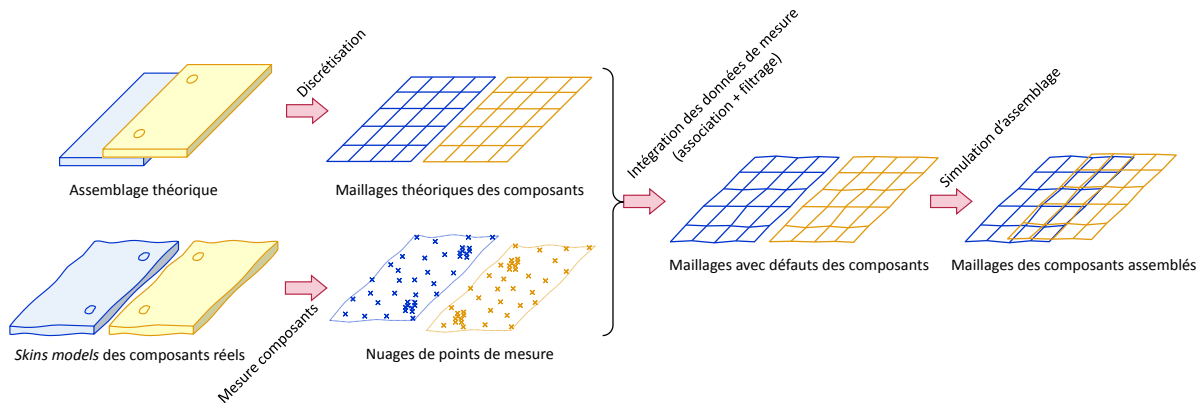 Assemblage théorique
Discrétisation
Maillages théoriques des composants
Skins models des composants réels
Mesure composants
Nuages de points de mesure
Intégration des données de mesure
(association + filtrage)
Maillages avec défauts des composants
Simulation d'assemblage
Maillages des composants assemblés